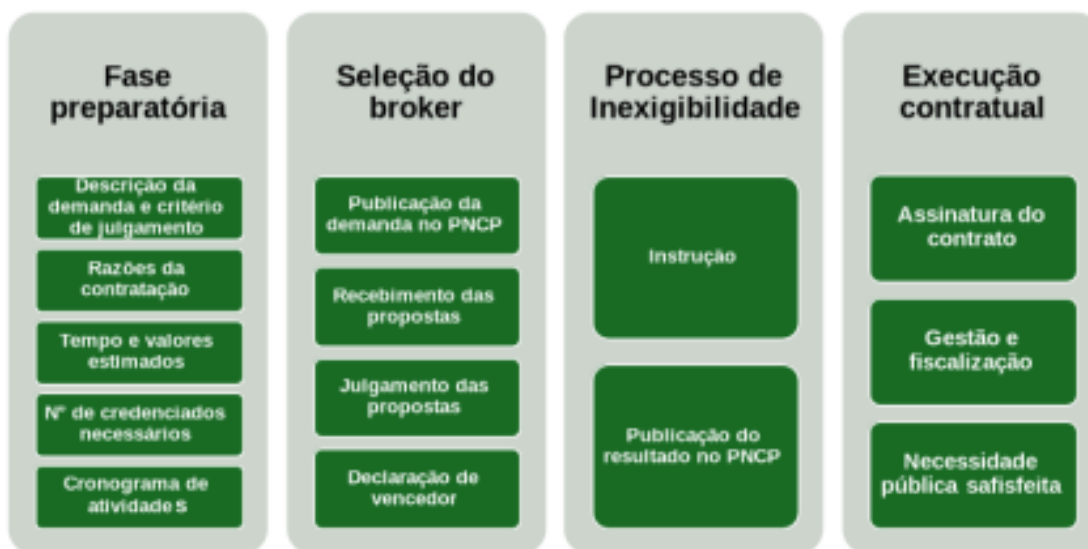 Fase
preparatória
Descrição da
demanda e critério
de julgamento
Razões da
contratação
Tempo e valores
estimados
Nº de credenciados
necessários
Cronograma de
atividades
Seleção do
broker
Publicação da
demanda no PNCP
Recebimento das
propostas
Julgamento das
propostas
Declaração de
vencedor
Processo de
Inexigibilidade
Instrução
Publicação do
resultado no PNCP
Execução
contratual
Assinatura do
contrato
Gestão e
fiscalização
Necessidade
pública safisfeita